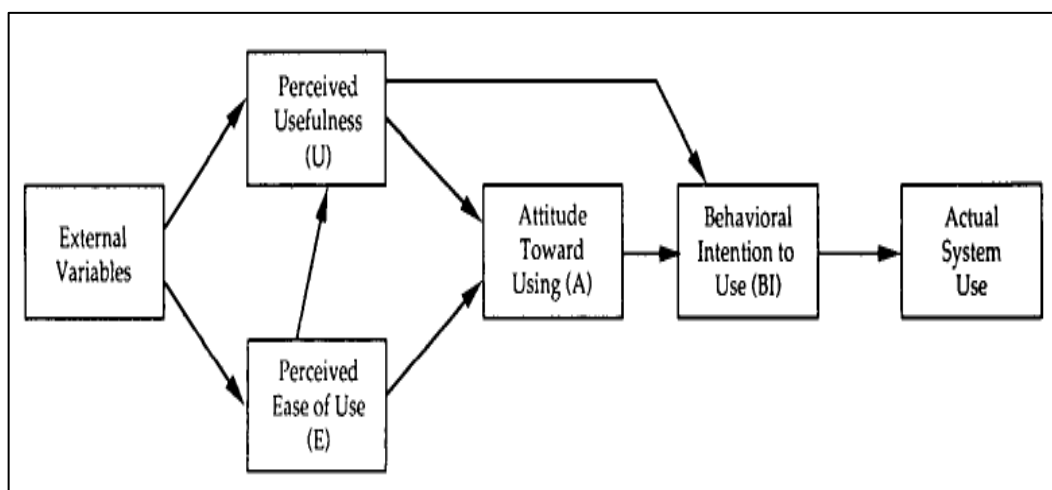 Perceived
Usefulness
(U)
External
Variables
Perceived
Ease of Use
(E)
Attitude
Toward
Using (A)
Behavioral
Intention to
Use (BI)
Actual
System
Use